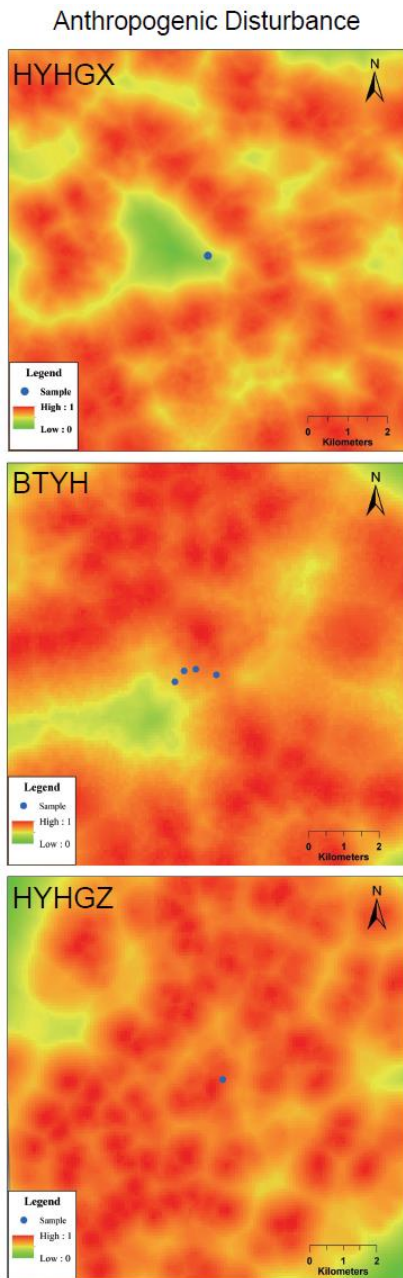 Anthropogenic Disturbance
HYHGX
N
Legend
Sample
High : 1
Low : 0
0 1 2
Kilometers
BTYH
N
Legend
Sample
High : 1
Low : 0
0 1 2
Kilometers
HYHGZ
N
Legend
Sample
High : 1
Low : 0
0 1 2
Kilometers